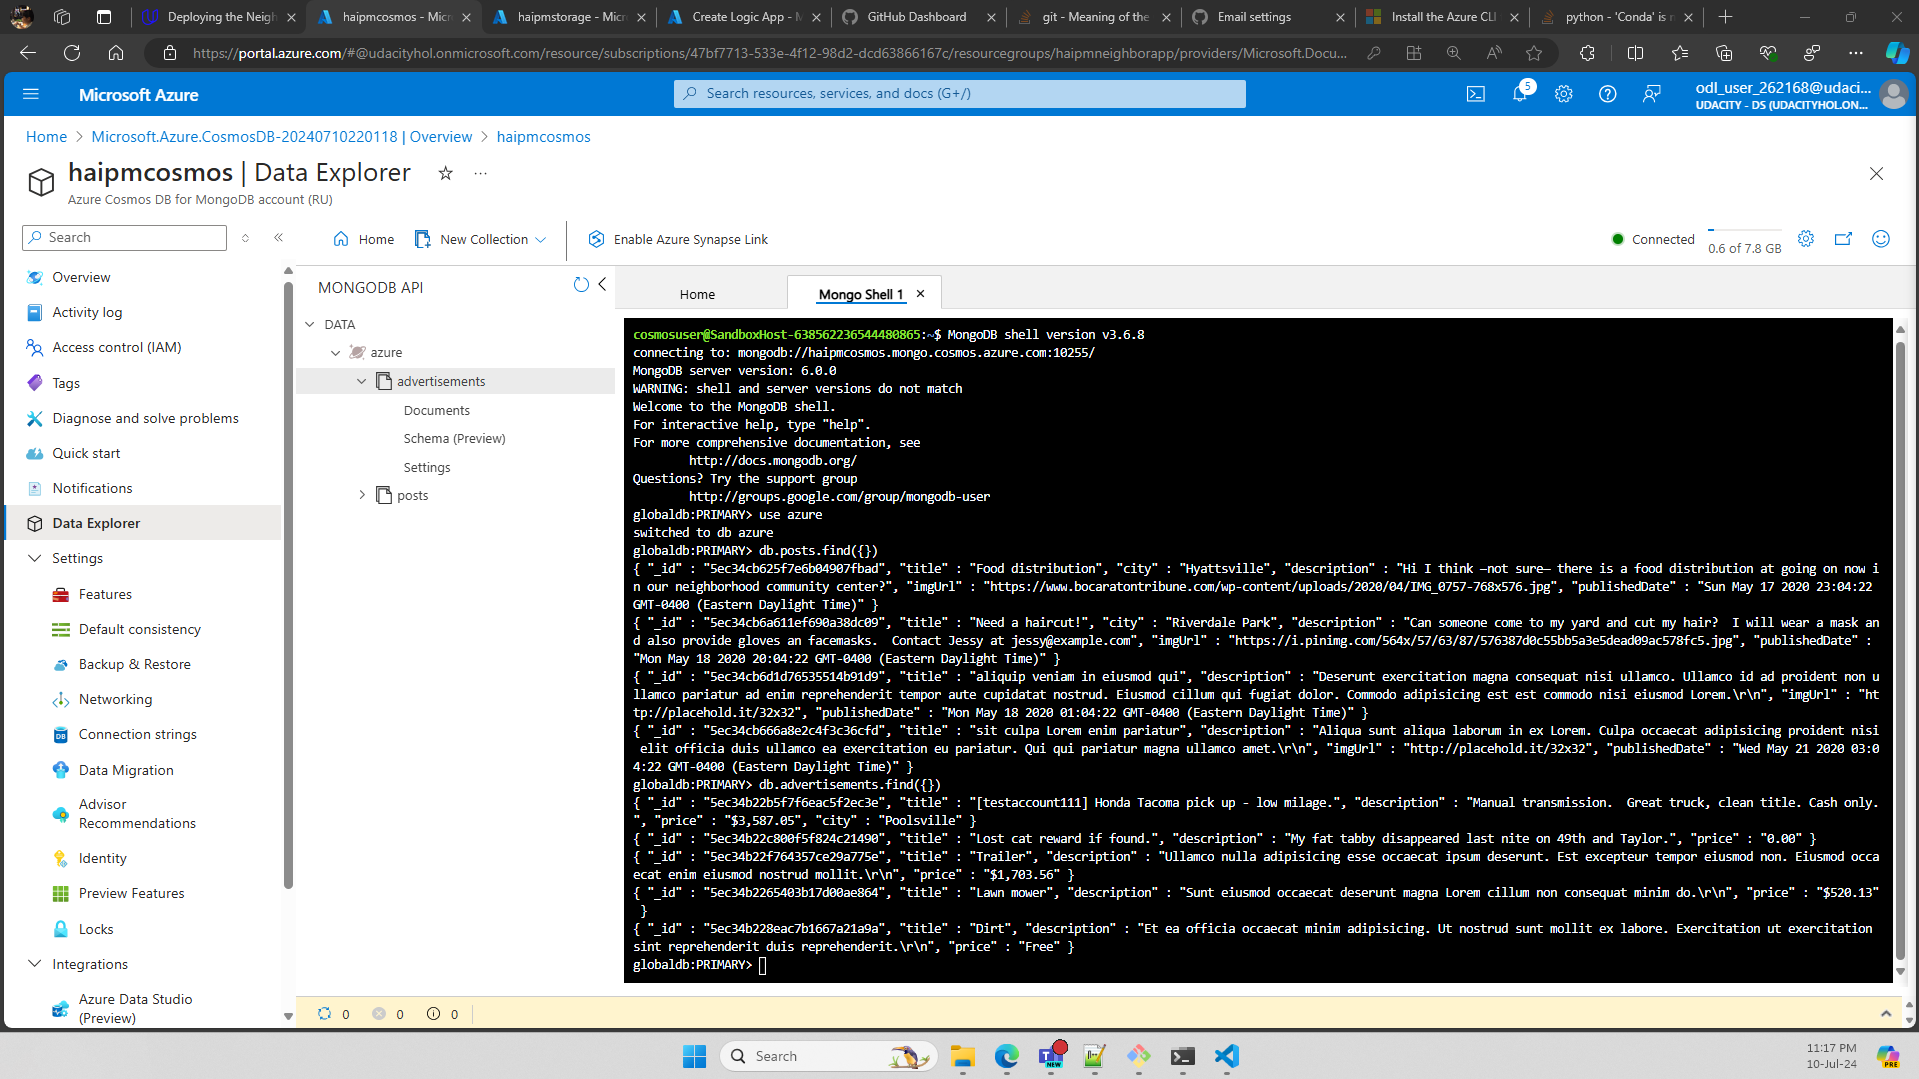 Deploying the Neigh
haipmcosmos - Micr
haipmstorage - Micro
Create Logic App - M
GitHub Dashboard
git - Meaning of the
Email settings
Install the Azure CLI
python - 'Conda' is n
https://portal.azure.com/#@udacityhol.onmicrosoft.com/resource/subscriptions/47bf7713-533e-4f12-98d2-dcd63866167c/resourcegroups/haipmneighborapp/providers/Microsoft.Docu...
Microsoft Azure
Search resources, services, and docs (G+/)
5
odl_user_262168@udaci...
UDACITY - DS (UDACITYHOL.ON...
Home > Microsoft.Azure.CosmosDB-20240710220118 | Overview > haipmcosmos
haipmcosmos | Data Explorer
Azure Cosmos DB for MongoDB account (RU)
Search
Home
New Collection
Enable Azure Synapse Link
Connected
0.6 of 7.8 GB
Overview
Activity log
Access control (IAM)
Tags
Diagnose and solve problems
Quick start
Notifications
Data Explorer
Settings
Features
Default consistency
Backup & Restore
Networking
Connection strings
Data Migration
Advisor
Recommendations
Identity
Preview Features
Locks
Integrations
Azure Data Studio
(Preview)
MONGODB API
DATA
azure
advertisements
Documents
Schema (Preview)
Settings
posts
Home
Mongo Shell 1
cosmosuser@SandboxHost-638562236544480865:~$ MongoDB shell version v3.6.8
connecting to: mongodb://haipmcosmos.mongo.cosmos.azure.com:10255/
MongoDB server version: 6.0.0
WARNING: shell and server versions do not match
Welcome to the MongoDB shell.
For interactive help, type "help".
For more comprehensive documentation, see
http://docs.mongodb.org/
Questions? Try the support group
http://groups.google.com/group/mongodb-user
globaldb:PRIMARY> use azure
switched to db azure
globaldb:PRIMARY> db.posts.find({})
{ "_id" : "5ec34cb625f7e6b04907fbad", "title" : "Food distribution", "city" : "Hyattsville", "description" : "Hi I think —not sure— there is a food distribution at going on now i
n our neighborhood community center?", "imgUrl" : "https://www.bocaratontribune.com/wp-content/uploads/2020/04/IMG_0757-768x576.jpg", "publishedDate" : "Sun May 17 2020 23:04:22
GMT-0400 (Eastern Daylight Time)" }
{ "_id" : "5ec34cb6a611ef690a38dc09", "title" : "Need a haircut!", "city" : "Riverdale Park", "description" : "Can someone come to my yard and cut my hair?  I will wear a mask an
d also provide gloves an facemasks.  Contact Jessy at jessy@example.com", "imgUrl" : "https://i.pinimg.com/564x/57/63/87/576387d0c55bb5a3e5dead09ac578fc5.jpg", "publishedDate" :
"Mon May 18 2020 20:04:22 GMT-0400 (Eastern Daylight Time)" }
{ "_id" : "5ec34cb6d1d76535514b91d9", "title" : "aliquip veniam in eiusmod qui", "description" : "Deserunt exercitation magna consequat nisi ullamco. Ullamco id ad proident non u
llamco pariatur ad enim reprehenderit tempor aute cupidatat nostrud. Eiusmod cillum qui fugiat dolor. Commodo adipisicing est est commodo nisi eiusmod Lorem.\r\n", "imgUrl" : "ht
tp://placehold.it/32x32", "publishedDate" : "Mon May 18 2020 01:04:22 GMT-0400 (Eastern Daylight Time)" }
{ "_id" : "5ec34cb666a8e2c4f3c36cfd", "title" : "sit culpa Lorem enim pariatur", "description" : "Aliqua sunt aliqua laborum in ex Lorem. Culpa occaecat adipisicing proident nisi
elit officia duis ullamco ea exercitation eu pariatur. Qui qui pariatur magna ullamco amet.\r\n", "imgUrl" : "http://placehold.it/32x32", "publishedDate" : "Wed May 21 2020 03:0
4:22 GMT-0400 (Eastern Daylight Time)" }
globaldb:PRIMARY> db.advertisements.find({})
{ "_id" : "5ec34b22b5f7f6eac5f2ec3e", "title" : "[testaccount111] Honda Tacoma pick up - low milage.", "description" : "Manual transmission.  Great truck, clean title. Cash only.
", "price" : "$3,587.05", "city" : "Poolsville" }
{ "_id" : "5ec34b22c800f5f824c21490", "title" : "Lost cat reward if found.", "description" : "My fat tabby disappeared last nite on 49th and Taylor.", "price" : "0.00" }
{ "_id" : "5ec34b22f764357ce29a775e", "title" : "Trailer", "description" : "Ullamco nulla adipisicing esse occaecat ipsum deserunt. Est excepteur tempor eiusmod non. Eiusmod occa
ecat enim eiusmod nostrud mollit.\r\n", "price" : "$1,703.56" }
{ "_id" : "5ec34b2265403b17d00ae864", "title" : "Lawn mower", "description" : "Sunt eiusmod occaecat deserunt magna Lorem cillum non consequat minim do.\r\n", "price" : "$520.13"
}
{ "_id" : "5ec34b228eac7b1667a21a9a", "title" : "Dirt", "description" : "Et ea officia occaecat minim adipisicing. Ut nostrud sunt mollit ex labore. Exercitation ut exercitation
sint reprehenderit duis reprehenderit.\r\n", "price" : "Free" }
globaldb:PRIMARY>
0 0 0
Search
NEW
11:17 PM
10-Jul-24
PRE